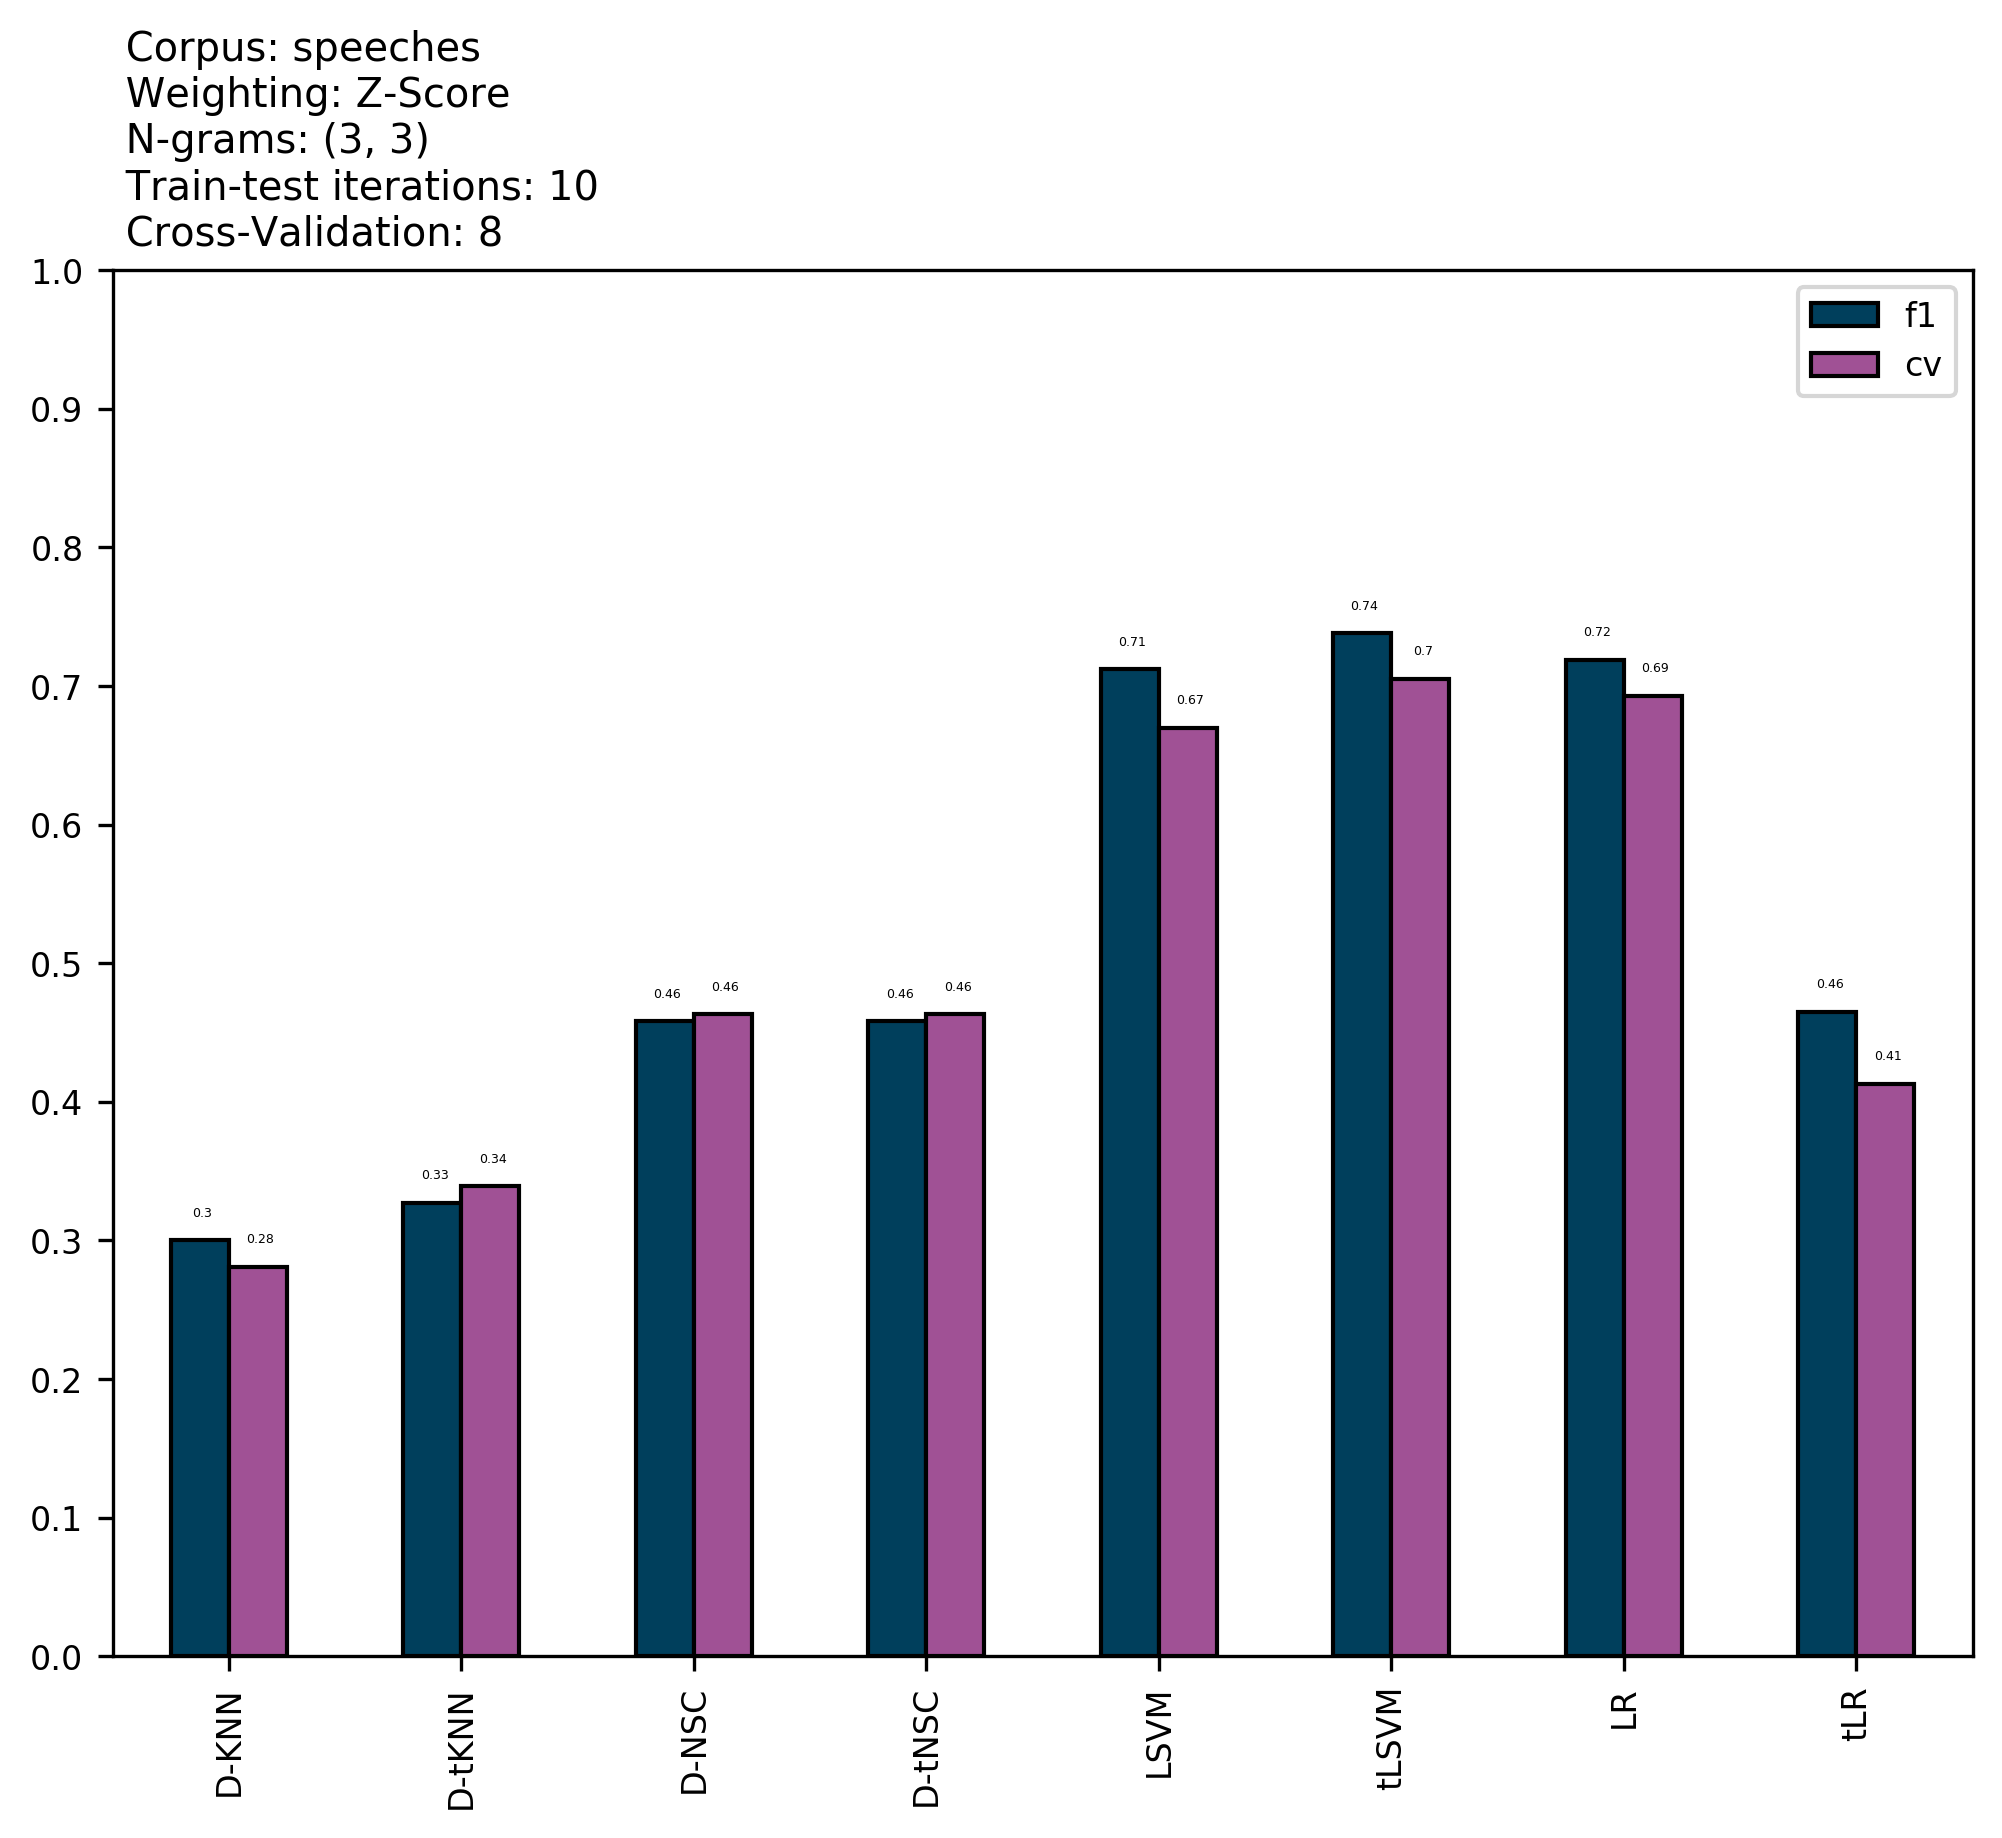 Corpus: speeches
Weighting: Z-Score
N-grams: (3, 3)
Train-test iterations: 10
Cross-Validation: 8
1.0
0.9
0.8
0.7
0.6
0.5
0.4
0.3
0.2
0.1
0.0
f1
cv
0.3
0.28
0.33
0.34
0.46
0.46
0.46
0.46
0.71
0.67
0.74
0.7
0.72
0.69
0.46
0.41
D-KNN
D-tKNN
D-NSC
D-tNSC
LSVM
tLSVM
LR
tLR